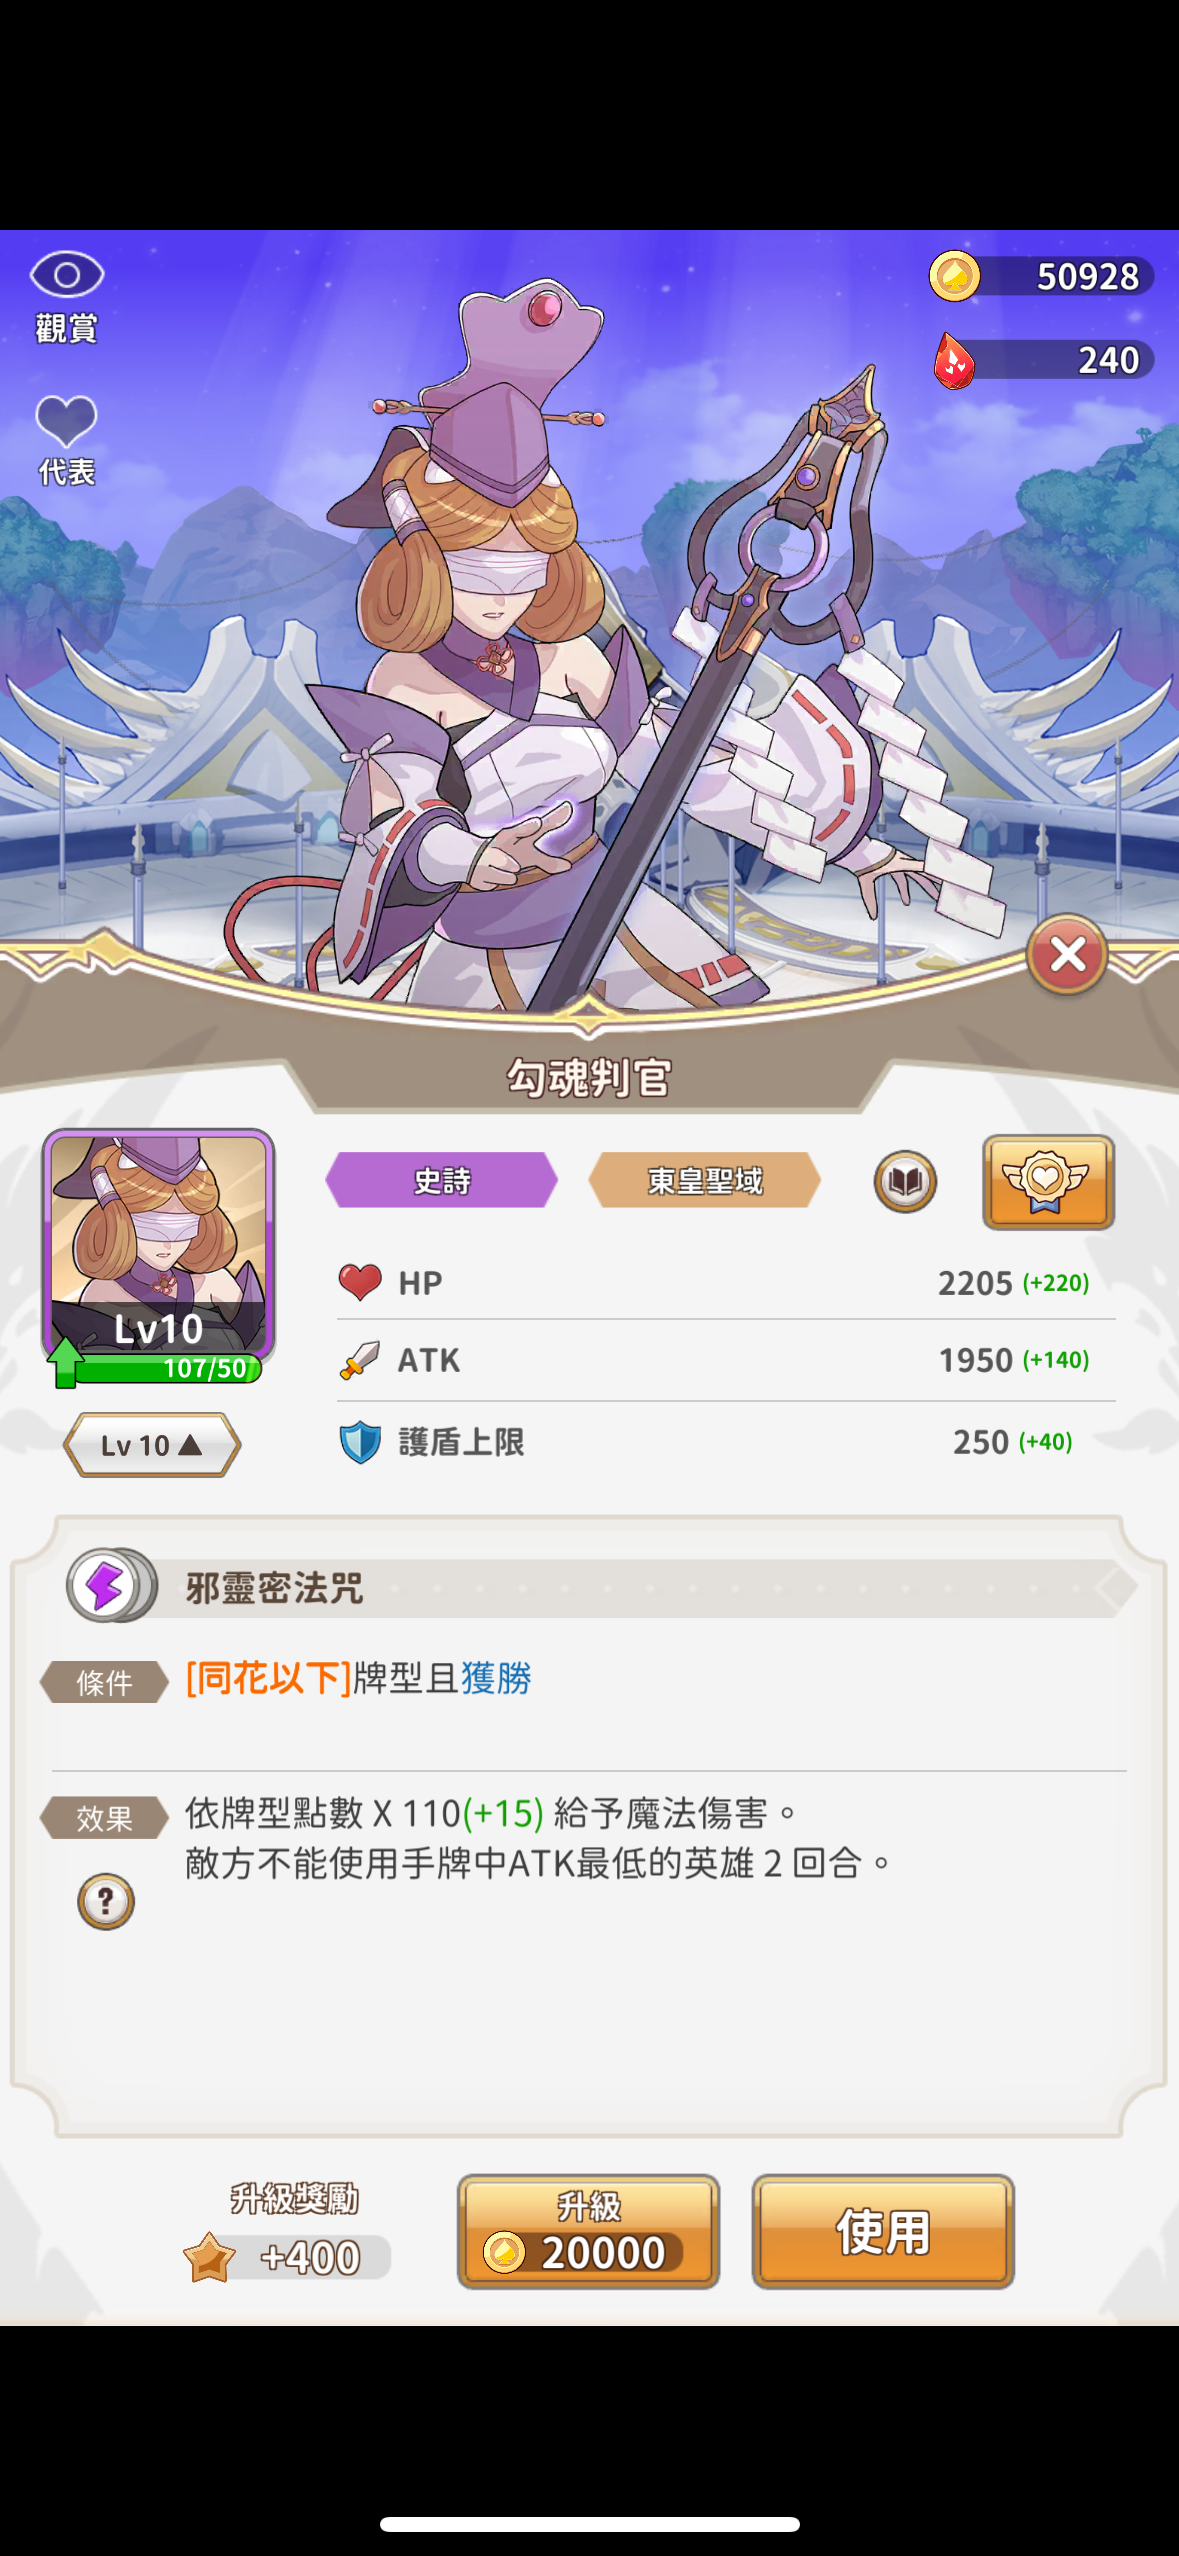 觀賞
50928
240
代表
勾魂判官
史詩
東皇聖域
Lv10
107/50
Lv 10 ▲
HP
2205 (+220)
ATK
1950 (+140)
護盾上限
250 (+40)
邪靈密法咒
條件
[同花以下]牌型且獲勝
效果
依牌型點數 X 110(+15) 給予魔法傷害。
敵方不能使用手牌中ATK最低的英雄 2 回合。
?
升級獎勵
+400
升級
20000
使用